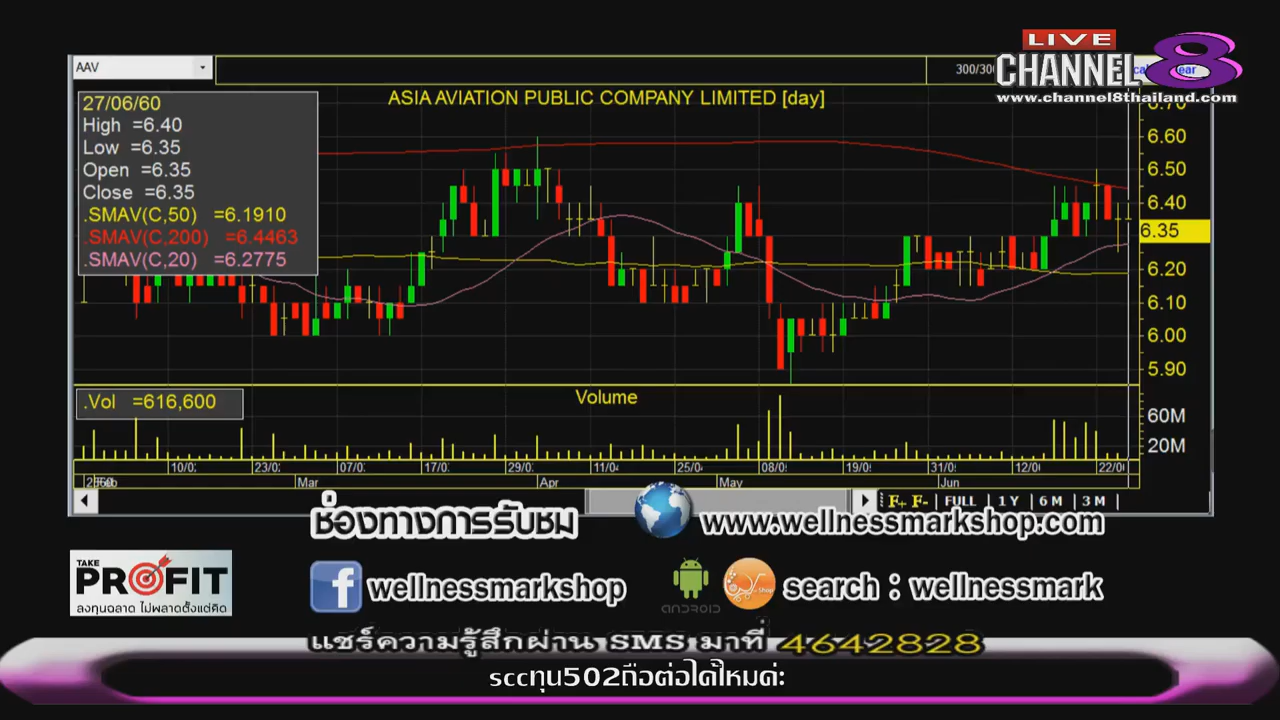 LIVE
CHANNEL 8
www.channel8thailand.com
AAV
300/300
ASIA AVIATION PUBLIC COMPANY LIMITED [day]
27/06/60
High =6.40
Low =6.35
Open =6.35
Close =6.35
.SMAV(C,50) =6.1910
.SMAV(C,200) =6.4463
.SMAV(C,20) =6.2775
6.70
6.60
6.50
6.40
6.35
6.20
6.10
6.00
5.90
.Vol =616,600
Volume
60M
20M
10/0 23/0 07/0 17/0 29/0 11/04 25/04 08/0 19/0 31/0 12/0 22/0
Mar Apr May Jun
F+ F- | FULL | 1 Y | 6 M | 3 M |
ช่องทางการรับชม
www.wellnessmarkshop.com
TAKE
PROFIT
ลงทุนฉลาด ไม่พลาดตั้งแต่คิด
wellnessmarkshop
ANDROID
Shop
search : wellnessmark
แชร์ความรู้สึกผ่าน SMS มาที่ 4642828
sccทุน502ถือต่อได้ไหมค่ะ